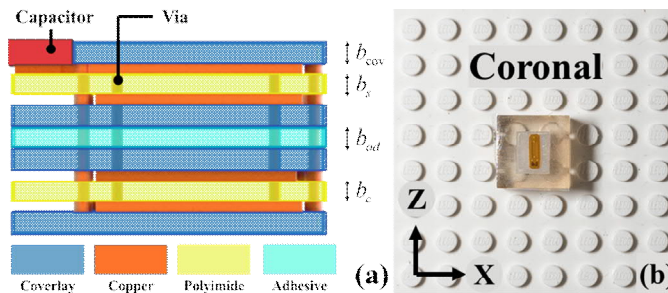 Capacitor
Via
b_cov
b_s
b_ad
b_c
Coverlay
Copper
Polyimide
Adhesive
(a)
Coronal
Z
X
(b)